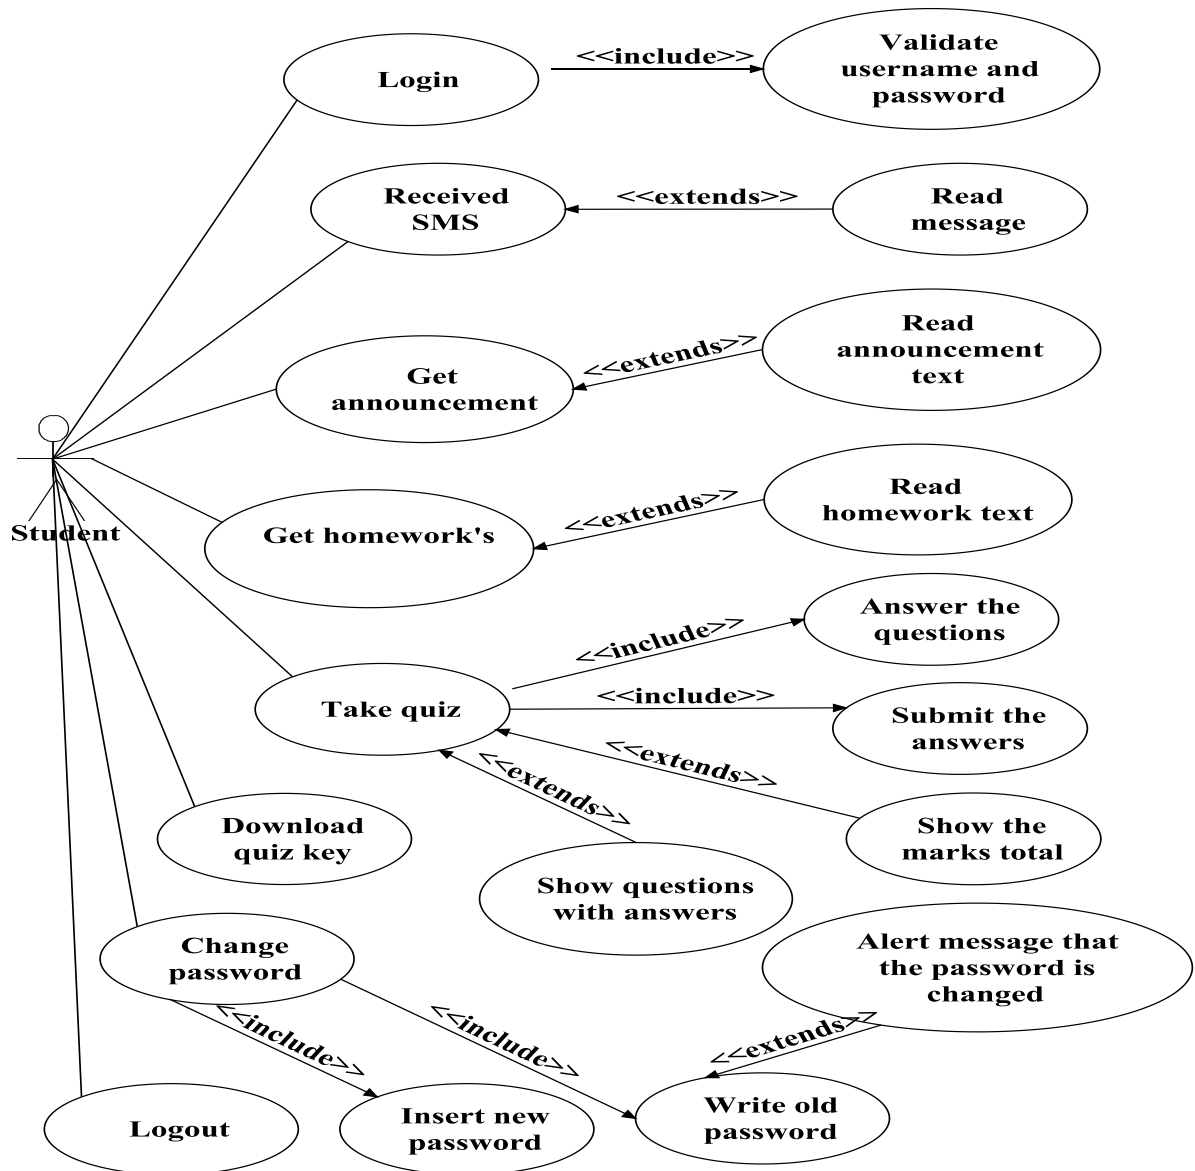 Login
<<include>>
Validate
username and
password
Received
SMS
<<extends>>
Read
message
Get
announcement
<<extends>>
Read
announcement
text
Student
Get homework's
<<extends>>
Read
homework text
Take quiz
<<include>>
Answer the
questions
<<include>>
Submit the
answers
<<extends>>
Show the
marks total
<<extends>>
Show questions
with answers
Download
quiz key
Change
password
<<include>>
<<include>>
Alert message that
the password is
changed
<<extends>>
Logout
Insert new
password
Write old
password